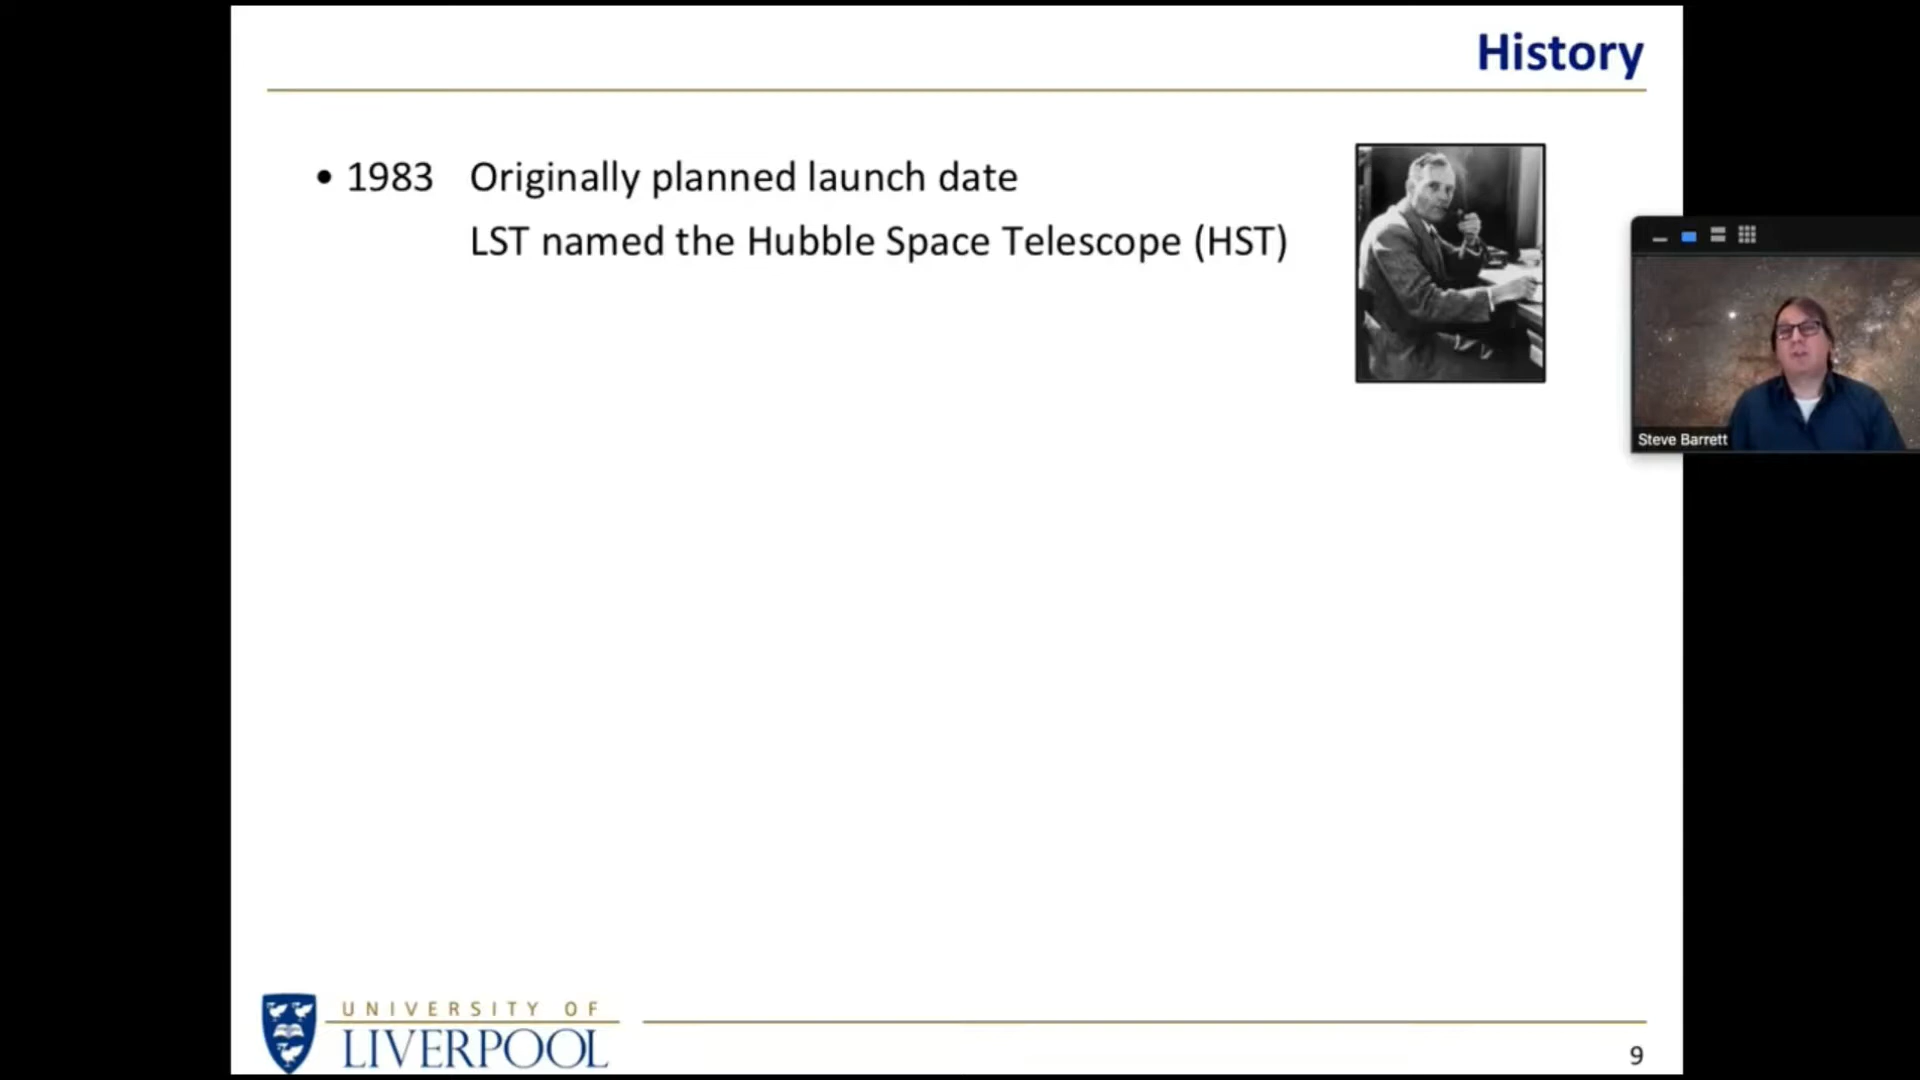 History
• 1983 Originally planned launch date
LST named the Hubble Space Telescope (HST)
Steve Barrett
UNIVERSITY OF
LIVERPOOL
9